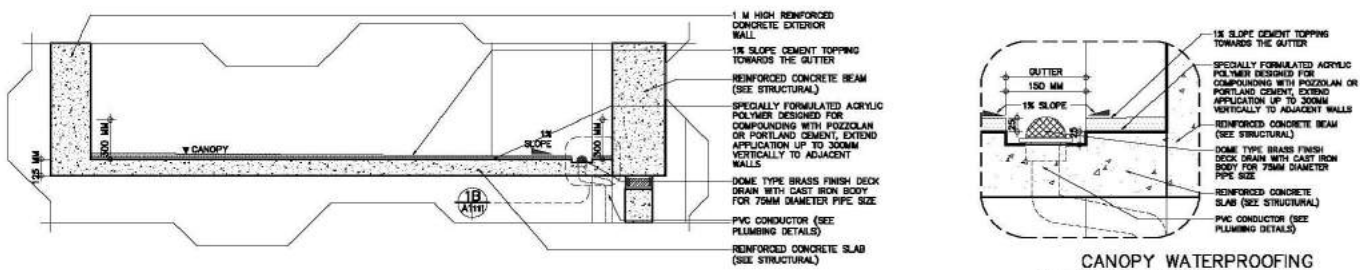 1 M HIGH REINFORCED
CONCRETE EXTERIOR
WALL
1% SLOPE CEMENT TOPPING
TOWARDS THE GUTTER
REINFORCED CONCRETE BEAM
(SEE STRUCTURAL)
SPECIALLY FORMULATED ACRYLIC
POLYMER DESIGNED FOR
COMPOUNDING WITH POZZOLAN
OR PORTLAND CEMENT, EXTEND
APPLICATION UP TO 300MM
VERTICALLY TO ADJACENT
WALLS
DOME TYPE BRASS FINISH DECK
DRAIN WITH CAST IRON BODY
FOR 75MM DIAMETER PIPE SIZE
PVC CONDUCTOR (SEE
PLUMBING DETAILS)
REINFORCED CONCRETE SLAB
(SEE STRUCTURAL)
300 MM
125 MM
CANOPY
1%
SLOPE
300 MM
1B
A1111
GUTTER
150 MM
1% SLOPE
25
25
1% SLOPE CEMENT TOPPING
TOWARDS THE GUTTER
SPECIALLY FORMULATED ACRYLIC
POLYMER DESIGNED FOR
COMPOUNDING WITH POZZOLAN OR
PORTLAND CEMENT, EXTEND
APPLICATION UP TO 300MM
VERTICALLY TO ADJACENT WALLS
REINFORCED CONCRETE BEAM
(SEE STRUCTURAL)
DOME TYPE BRASS FINISH
DECK DRAIN WITH CAST IRON
BODY FOR 75MM DIAMETER
PIPE SIZE
REINFORCED CONCRETE
SLAB (SEE STRUCTURAL)
PVC CONDUCTOR (SEE
PLUMBING DETAILS)
CANOPY WATERPROOFING